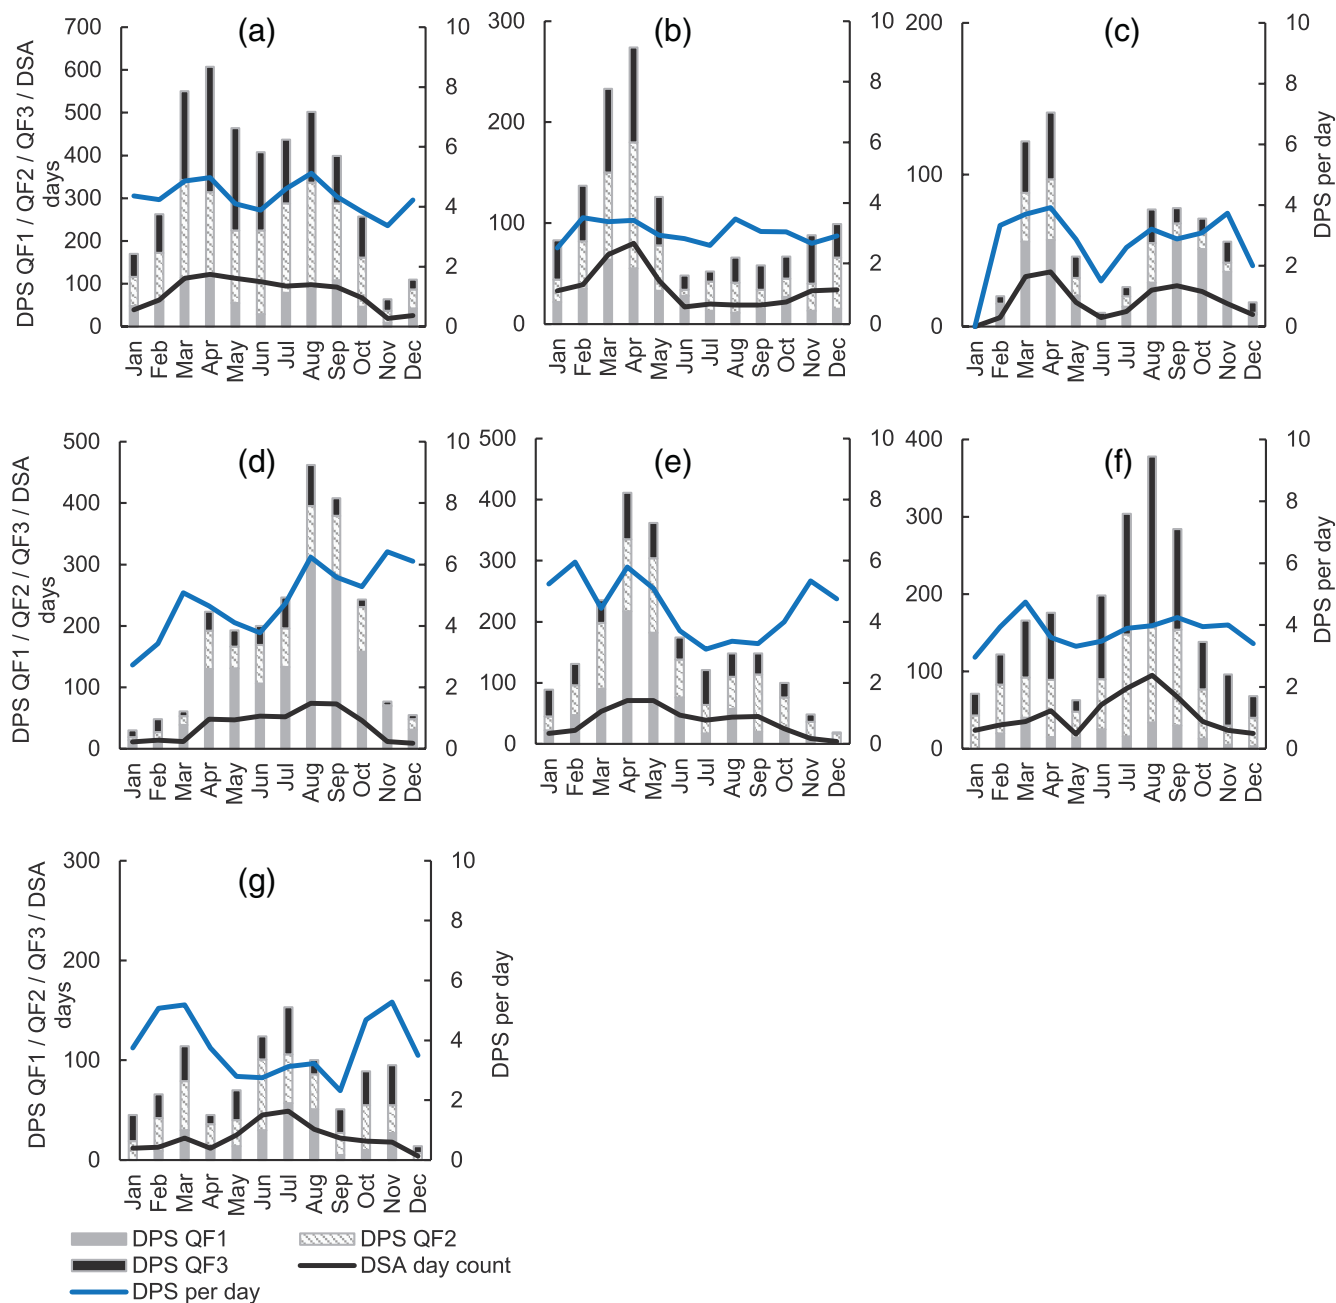 (a)
DPS QF1 / QF2 / QF3 / DSA
days
700
600
500
400
300
200
100
0
10
8
6
4
2
0
Jan
Feb
Mar
Apr
May
Jun
Jul
Aug
Sep
Oct
Nov
Dec
(b)
300
200
100
0
10
8
6
4
2
0
Jan
Feb
Mar
Apr
May
Jun
Jul
Aug
Sep
Oct
Nov
Dec
(c)
200
100
0
10
8
6
4
2
0
DPS per day
Jan
Feb
Mar
Apr
May
Jun
Jul
Aug
Sep
Oct
Nov
Dec
(d)
DPS QF1 / QF2 / QF3 / DSA
days
500
400
300
200
100
0
10
8
6
4
2
0
Jan
Feb
Mar
Apr
May
Jun
Jul
Aug
Sep
Oct
Nov
Dec
(e)
500
400
300
200
100
0
10
8
6
4
2
0
Jan
Feb
Mar
Apr
May
Jun
Jul
Aug
Sep
Oct
Nov
Dec
(f)
400
300
200
100
0
10
8
6
4
2
0
DPS per day
Jan
Feb
Mar
Apr
May
Jun
Jul
Aug
Sep
Oct
Nov
Dec
(g)
DPS QF1 / QF2 / QF3 / DSA
days
300
200
100
0
10
8
6
4
2
0
DPS per day
Jan
Feb
Mar
Apr
May
Jun
Jul
Aug
Sep
Oct
Nov
Dec
DPS QF1
DPS QF2
DPS QF3
DSA day count
DPS per day